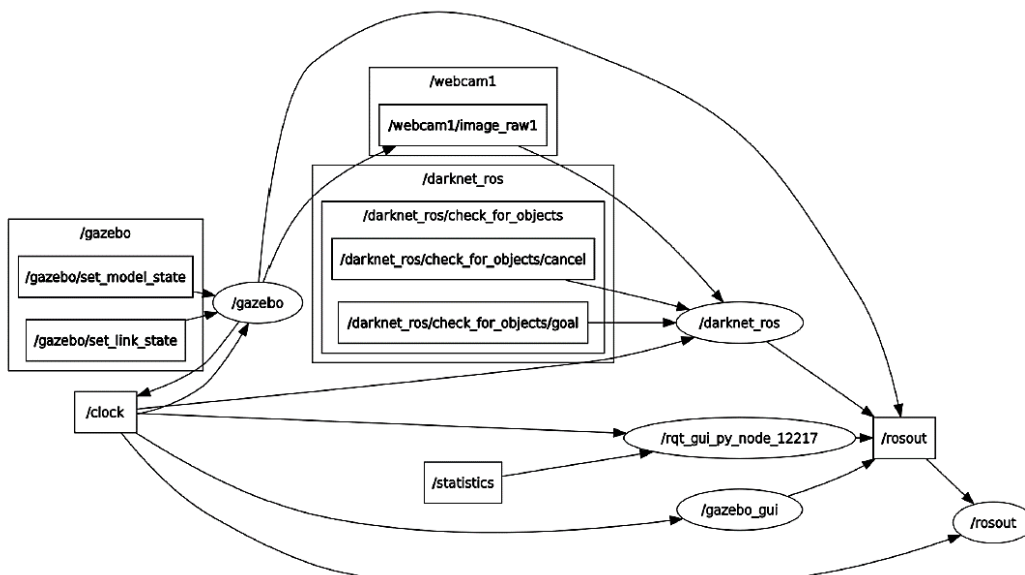 /webcam1
/webcam1/image_raw1
/darknet_ros
/darknet_ros/check_for_objects
/darknet_ros/check_for_objects/cancel
/darknet_ros/check_for_objects/goal
/gazebo
/gazebo/set_model_state
/gazebo/set_link_state
/gazebo
/darknet_ros
/clock
/rqt_gui_py_node_12217
/rosout
/statistics
/gazebo_gui
/rosout